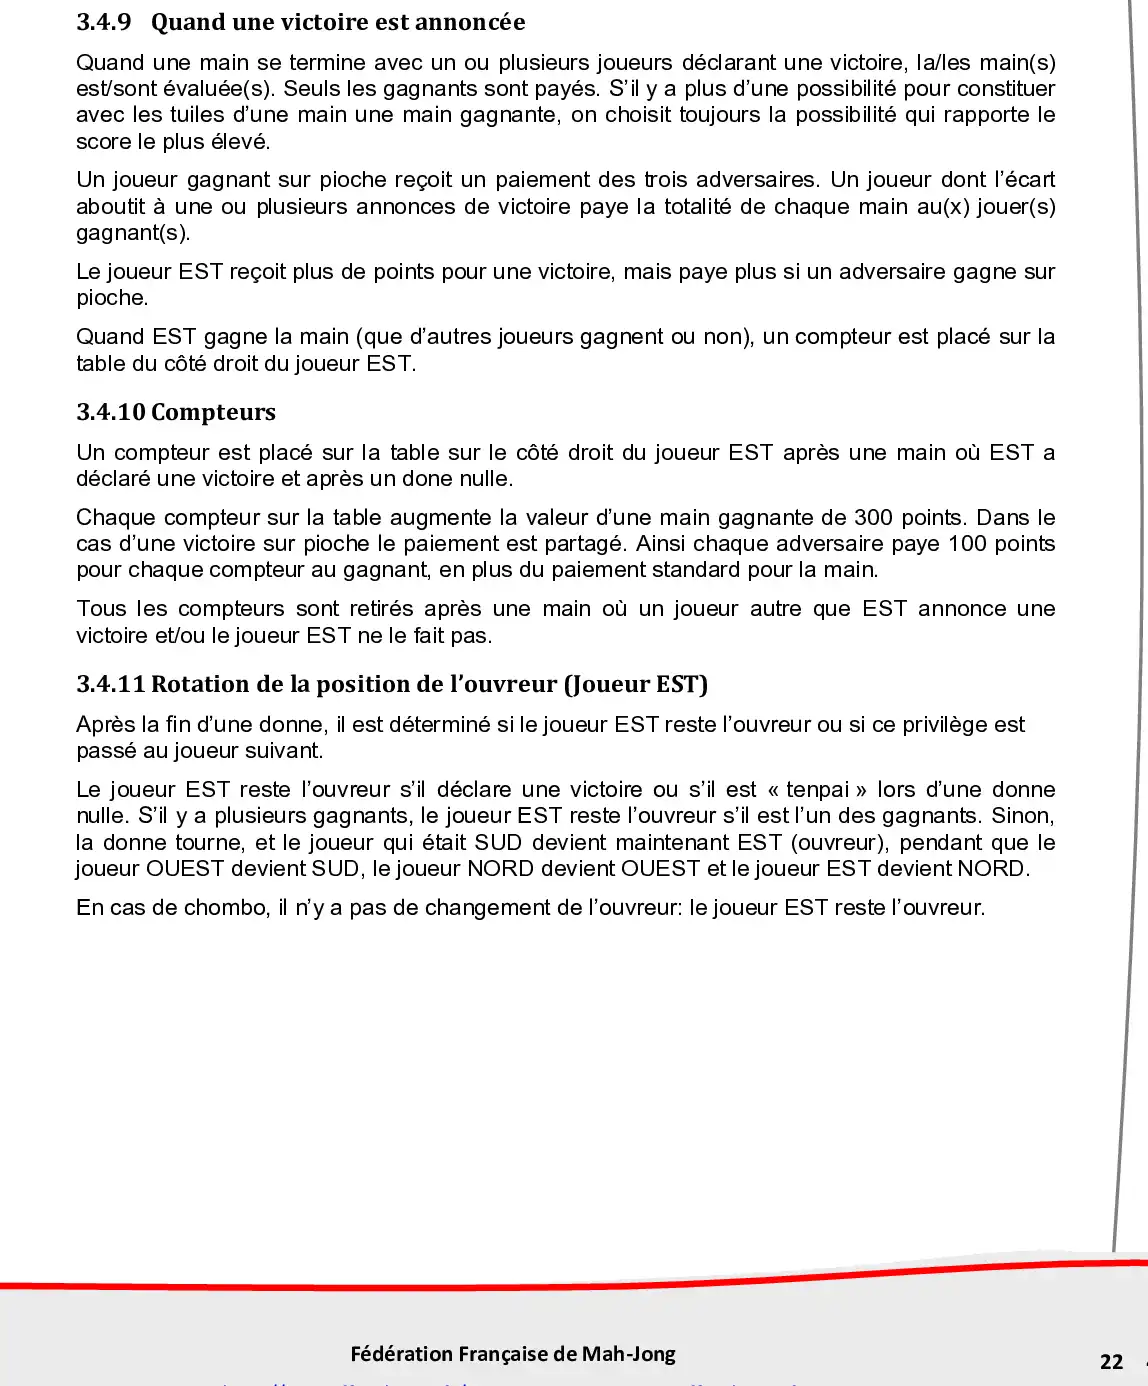 3.4.9 Quand une victoire est annoncée
Quand une main se termine avec un ou plusieurs joueurs déclarant une victoire, la/les main(s)
est/sont évaluée(s). Seuls les gagnants sont payés. S’il y a plus d’une possibilité pour constituer
avec les tuiles d’une main une main gagnante, on choisit toujours la possibilité qui rapporte le
score le plus élevé.
Un joueur gagnant sur pioche reçoit un paiement des trois adversaires. Un joueur dont l’écart
aboutit à une ou plusieurs annonces de victoire paye la totalité de chaque main au(x) jouer(s)
gagnant(s).
Le joueur EST reçoit plus de points pour une victoire, mais paye plus si un adversaire gagne sur
pioche.
Quand EST gagne la main (que d’autres joueurs gagnent ou non), un compteur est placé sur la
table du côté droit du joueur EST.
3.4.10 Compteurs
Un compteur est placé sur la table sur le côté droit du joueur EST après une main où EST a
déclaré une victoire et après un done nulle.
Chaque compteur sur la table augmente la valeur d’une main gagnante de 300 points. Dans le
cas d’une victoire sur pioche le paiement est partagé. Ainsi chaque adversaire paye 100 points
pour chaque compteur au gagnant, en plus du paiement standard pour la main.
Tous les compteurs sont retirés après une main où un joueur autre que EST annonce une
victoire et/ou le joueur EST ne le fait pas.
3.4.11 Rotation de la position de l’ouvreur (Joueur EST)
Après la fin d’une donne, il est déterminé si le joueur EST reste l’ouvreur ou si ce privilège est
passé au joueur suivant.
Le joueur EST reste l’ouvreur s’il déclare une victoire ou s’il est « tenpai » lors d’une donne
nulle. S’il y a plusieurs gagnants, le joueur EST reste l’ouvreur s’il est l’un des gagnants. Sinon,
la donne tourne, et le joueur qui était SUD devient maintenant EST (ouvreur), pendant que le
joueur OUEST devient SUD, le joueur NORD devient OUEST et le joueur EST devient NORD.
En cas de chombo, il n’y a pas de changement de l’ouvreur: le joueur EST reste l’ouvreur.
Fédération Française de Mah-Jong
22